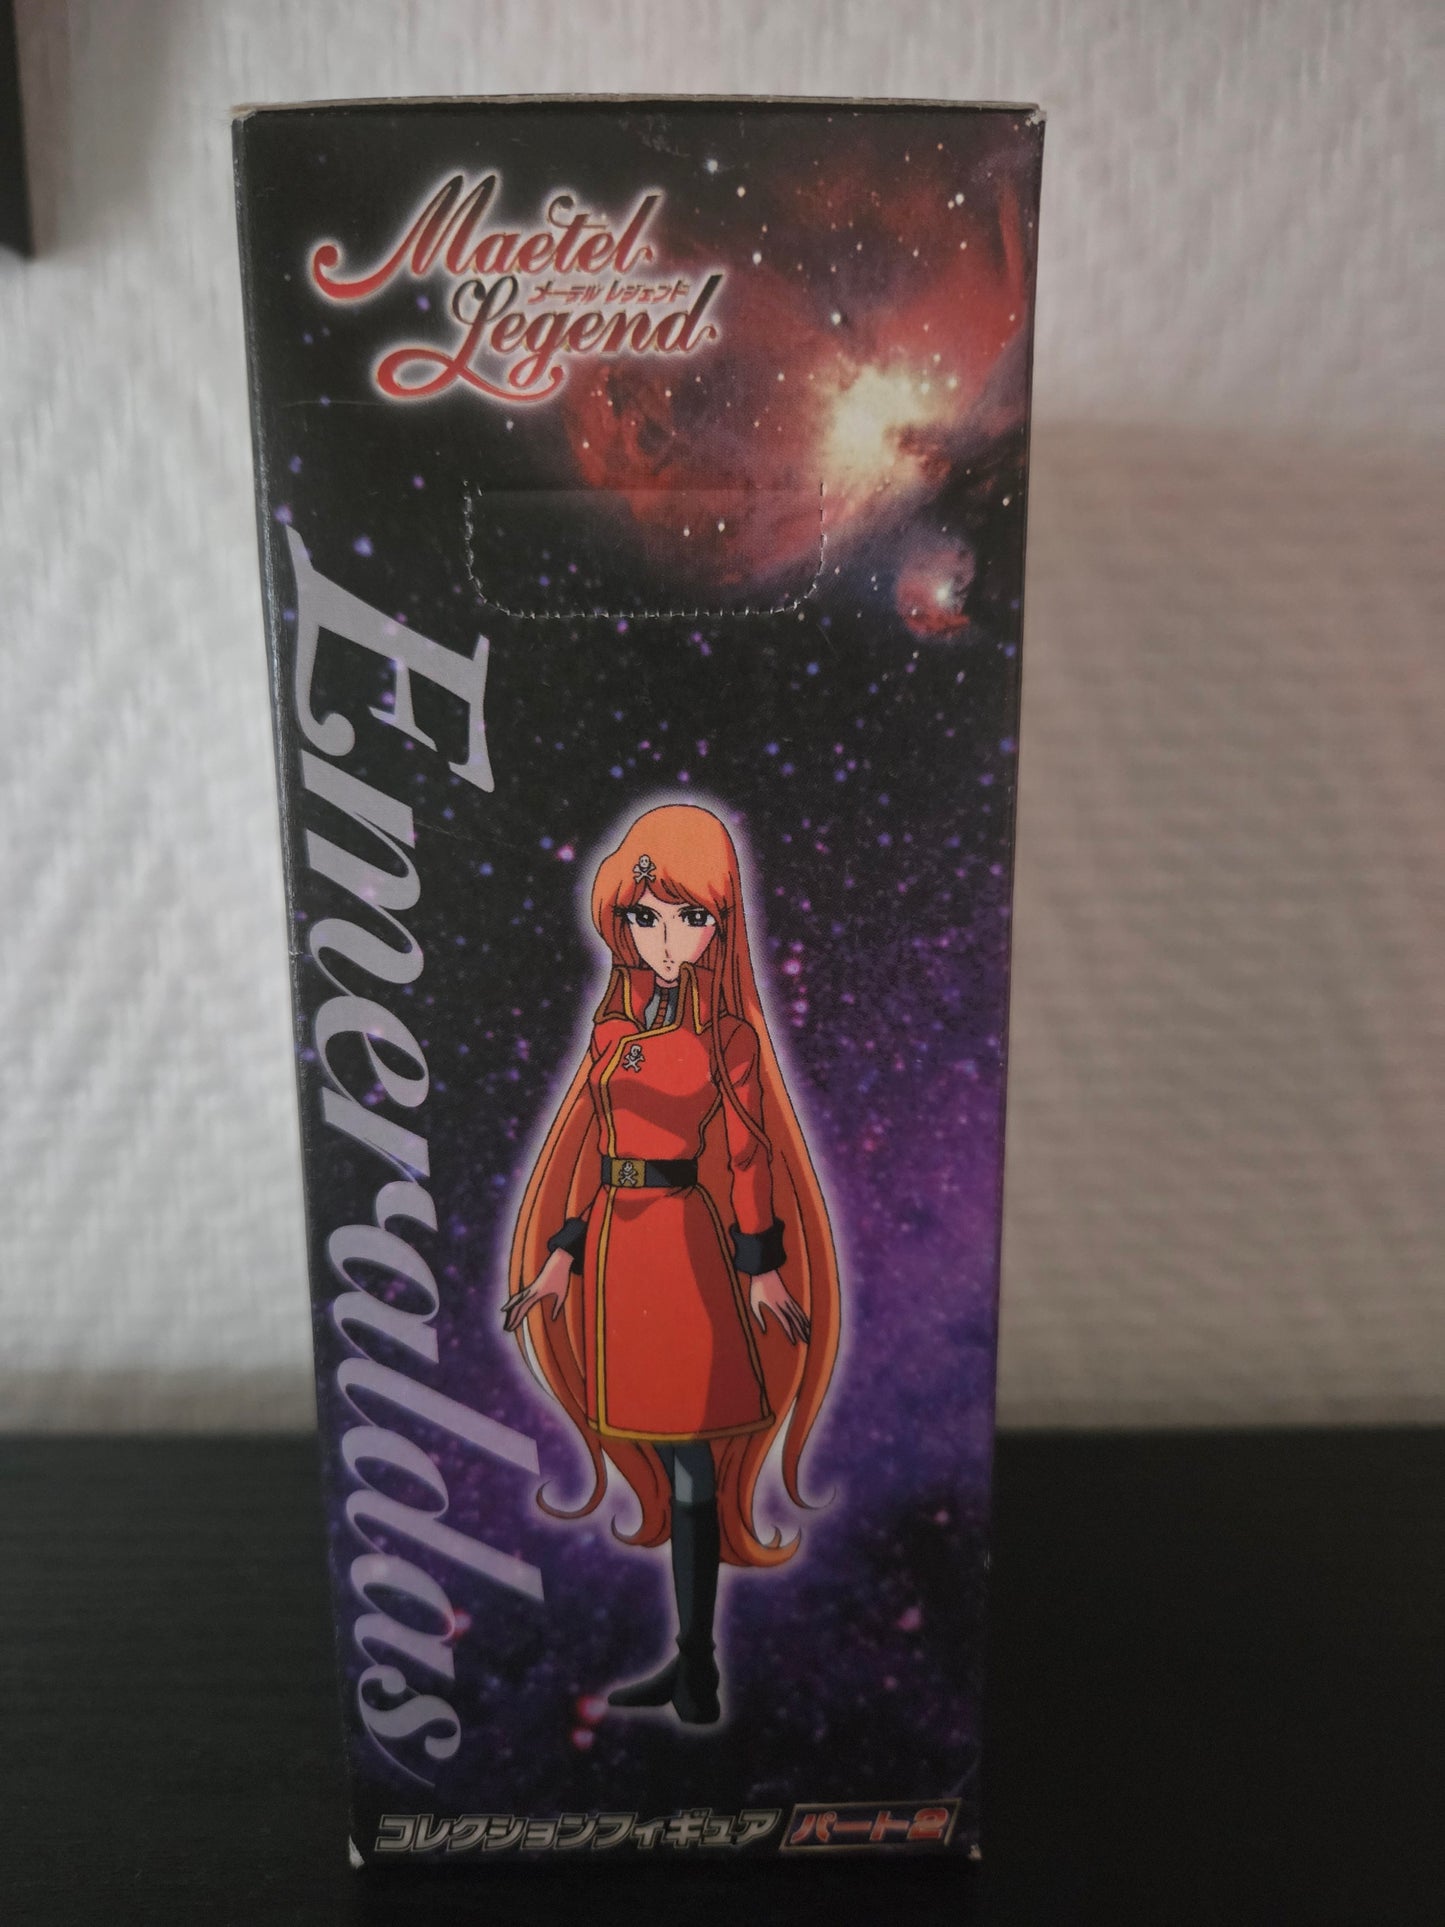 Maetel
メーテル レジェンド
Legend
Emeraldas
コレクションフィギュア パート2